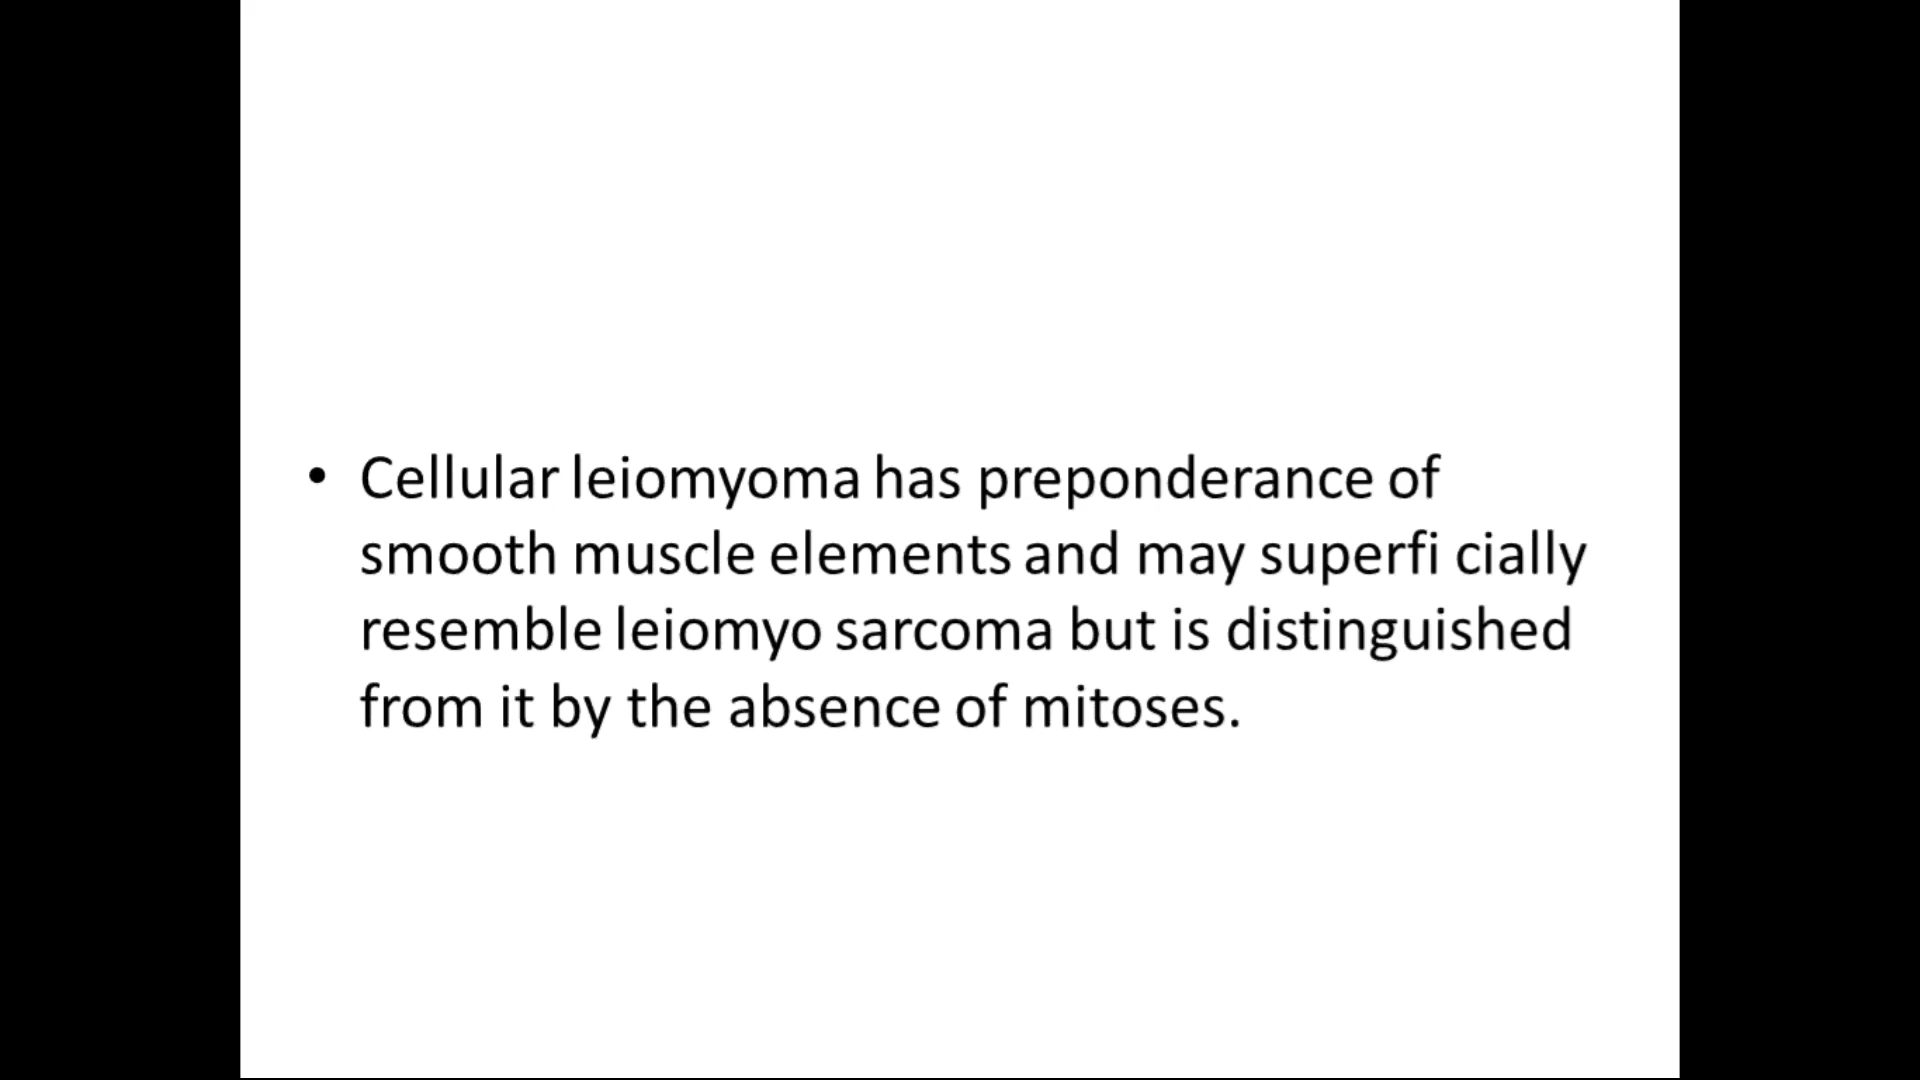 • Cellular leiomyoma has preponderance of
smooth muscle elements and may superfi cially
resemble leiomyo sarcoma but is distinguished
from it by the absence of mitoses.